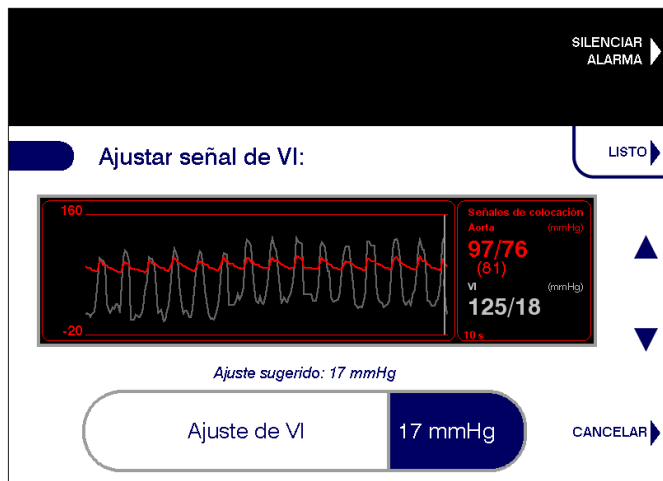 SILENCIAR
ALARMA
Ajustar señal de VI:
LISTO
160
-20
Señales de colocación
Aorta (mmHg)
97/76
(81)
VI (mmHg)
125/18
10 s
Ajuste sugerido: 17 mmHg
Ajuste de VI 17 mmHg
CANCELAR